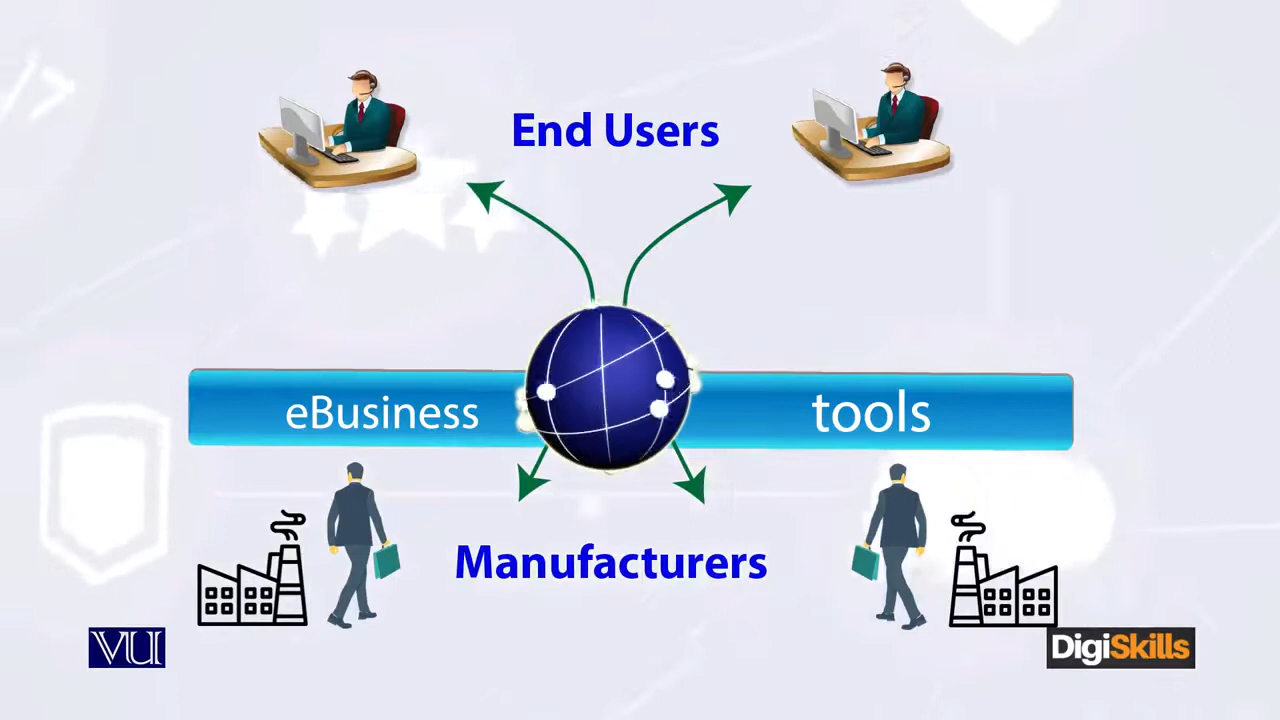 End Users
eBusiness tools
Manufacturers
VU
DigiSkills